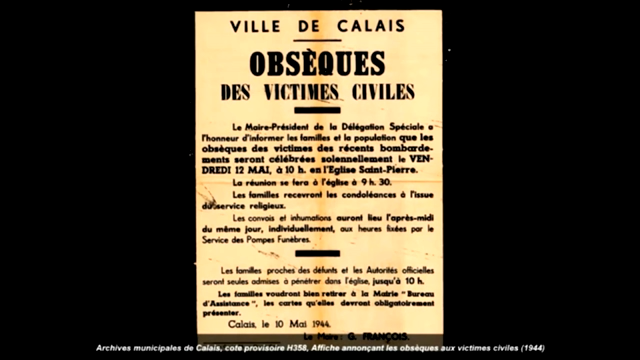 VILLE DE CALAIS
OBSÈQUES
DES VICTIMES CIVILES
Le Maire-Président de la Délégation Spéciale a
l'honneur d'informer les familles et la population que les
obsèques des victimes des récents bombarde-
ments seront célébrées solennellement le VEN-
DREDI 12 MAI, à 10 h. en l'Eglise Saint-Pierre.
La réunion se fera à l'église à 9 h. 30.
Les familles recevront les condoléances à l'issue
du service religieux.
Les convois et inhumations auront lieu l'après-midi
du même jour, individuellement, aux heures fixées par le
Service des Pompes Funèbres.
Les familles proches des défunts et les Autorités officielles
seront seules admises à pénétrer dans l'église, jusqu'à 10 h.
Les familles voudront bien retirer à la Mairie "Bureau
d'Assistance", les cartes qu'elles devront obligatoirement
présenter.
Calais, le 10 Mai 1944.
Le Maire: G. FRANÇOIS.
Archives municipales de Calais, cote provisoire H358, Affiche annonçant les obsèques aux victimes civiles (1944)